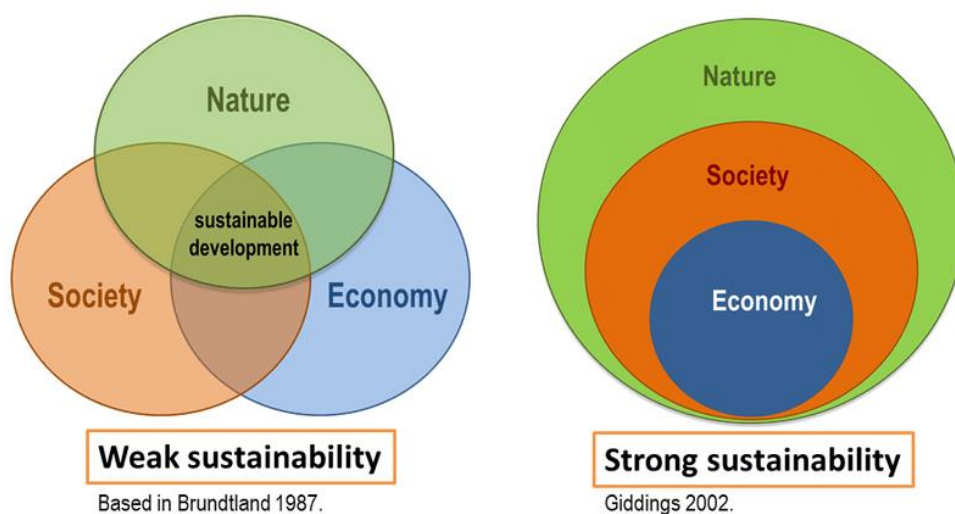 Nature
sustainable
development
Society
Economy
Weak sustainability
Based in Brundtland 1987.
Nature
Society
Economy
Strong sustainability
Giddings 2002.